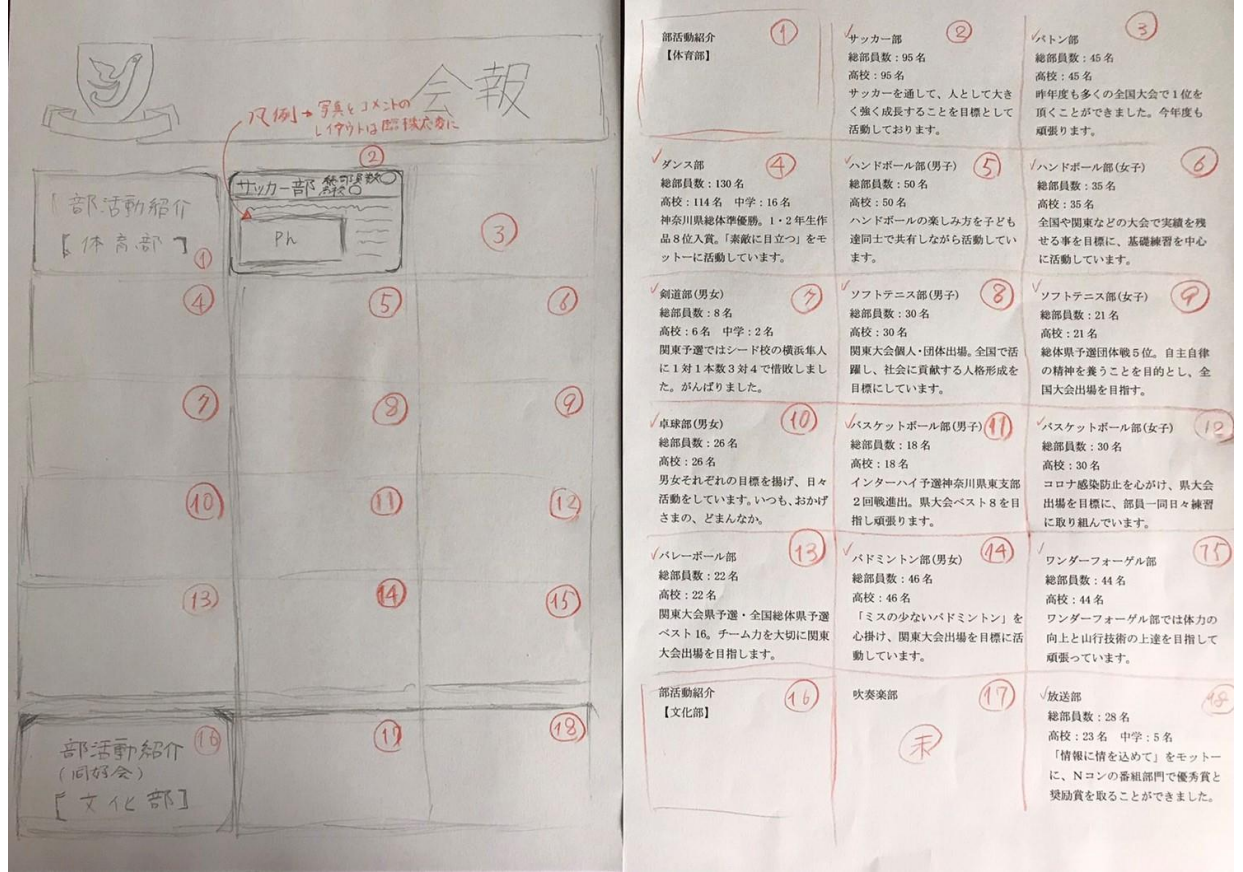 会報
凡例→写真とコメントの
レイアウトは臨機応変に
部活動紹介
【体育部】
①
②
サッカー部 総部員数○
高校○
Ph
③
④
⑤
⑥
⑦
⑧
⑨
⑩
⑪
⑫
⑬
⑭
⑮
部活動紹介
(同好会)
[文化部]
⑯
⑰
⑱
部活動紹介
【体育部】
①
サッカー部
②
総部員数：95名
高校：95名
サッカーを通して、人として大き
く強く成長することを目標として
活動しております。
バトン部
③
総部員数：45名
高校：45名
昨年度も多くの全国大会で１位を
頂くことができました。今年度も
頑張ります。
ダンス部
④
総部員数：130名
高校：114名　中学：16名
神奈川県総体準優勝。１・２年生作
品８位入賞。「素敵に目立つ」をモ
ットーに活動しています。
ハンドボール部(男子)
⑤
総部員数：50名
高校：50名
ハンドボールの楽しみ方を子ども
達同士で共有しながら活動してい
ます。
ハンドボール部(女子)
⑥
総部員数：35名
高校：35名
全国や関東などの大会で実績を残
せる事を目標に、基礎練習を中心
に活動しています。
剣道部(男女)
⑦
総部員数：8名
高校：6名　中学：2名
関東予選ではシード校の横浜隼人
に１対１本数３対４で惜敗しまし
た。がんばりました。
ソフトテニス部(男子)
⑧
総部員数：30名
高校：30名
関東大会個人・団体出場。全国で活
躍し、社会に貢献する人格形成を
目標にしています。
ソフトテニス部(女子)
⑨
総部員数：21名
高校：21名
総体県予選団体戦５位。自主自律
の精神を養うことを目的とし、全
国大会出場を目指す。
卓球部(男女)
⑩
総部員数：26名
高校：26名
男女それぞれの目標を掲げ、日々
活動をしています。いつも、おかげ
さまの、どまんなか。
バスケットボール部(男子)
⑪
総部員数：18名
高校：18名
インターハイ予選神奈川県東支部
２回戦進出。県大会ベスト８を目
指し頑張ります。
バスケットボール部(女子)
⑫
総部員数：30名
高校：30名
コロナ感染防止を心がけ、県大会
出場を目標に、部員一同日々練習
に取り組んでいます。
バレーボール部
⑬
総部員数：22名
高校：22名
関東大会県予選・全国総体県予選
ベスト16。チーム力を大切に関東
大会出場を目指します。
バドミントン部(男女)
⑭
総部員数：46名
高校：46名
「ミスの少ないバドミントン」を
心掛け、関東大会出場を目標に活
動しています。
ワンダーフォーゲル部
⑮
総部員数：44名
高校：44名
ワンダーフォーゲル部では体力の
向上と山行技術の上達を目指して
頑張っています。
部活動紹介
【文化部】
⑯
吹奏楽部
⑰
未
放送部
⑱
総部員数：28名
高校：23名　中学：5名
「情報に情を込めて」をモットー
に、Ｎコンの番組部門で優秀賞と
奨励賞を取ることができました。